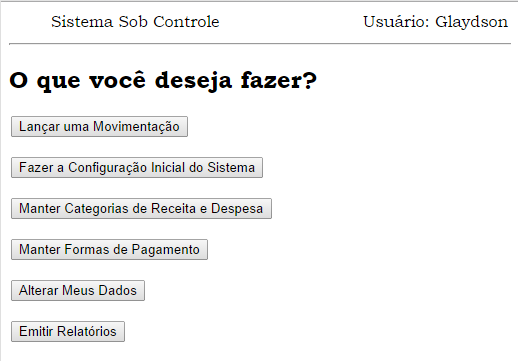 Sistema Sob Controle Usuário: Glaydson
O que você deseja fazer?
Lançar uma Movimentação
Fazer a Configuração Inicial do Sistema
Manter Categorias de Receita e Despesa
Manter Formas de Pagamento
Alterar Meus Dados
Emitir Relatórios